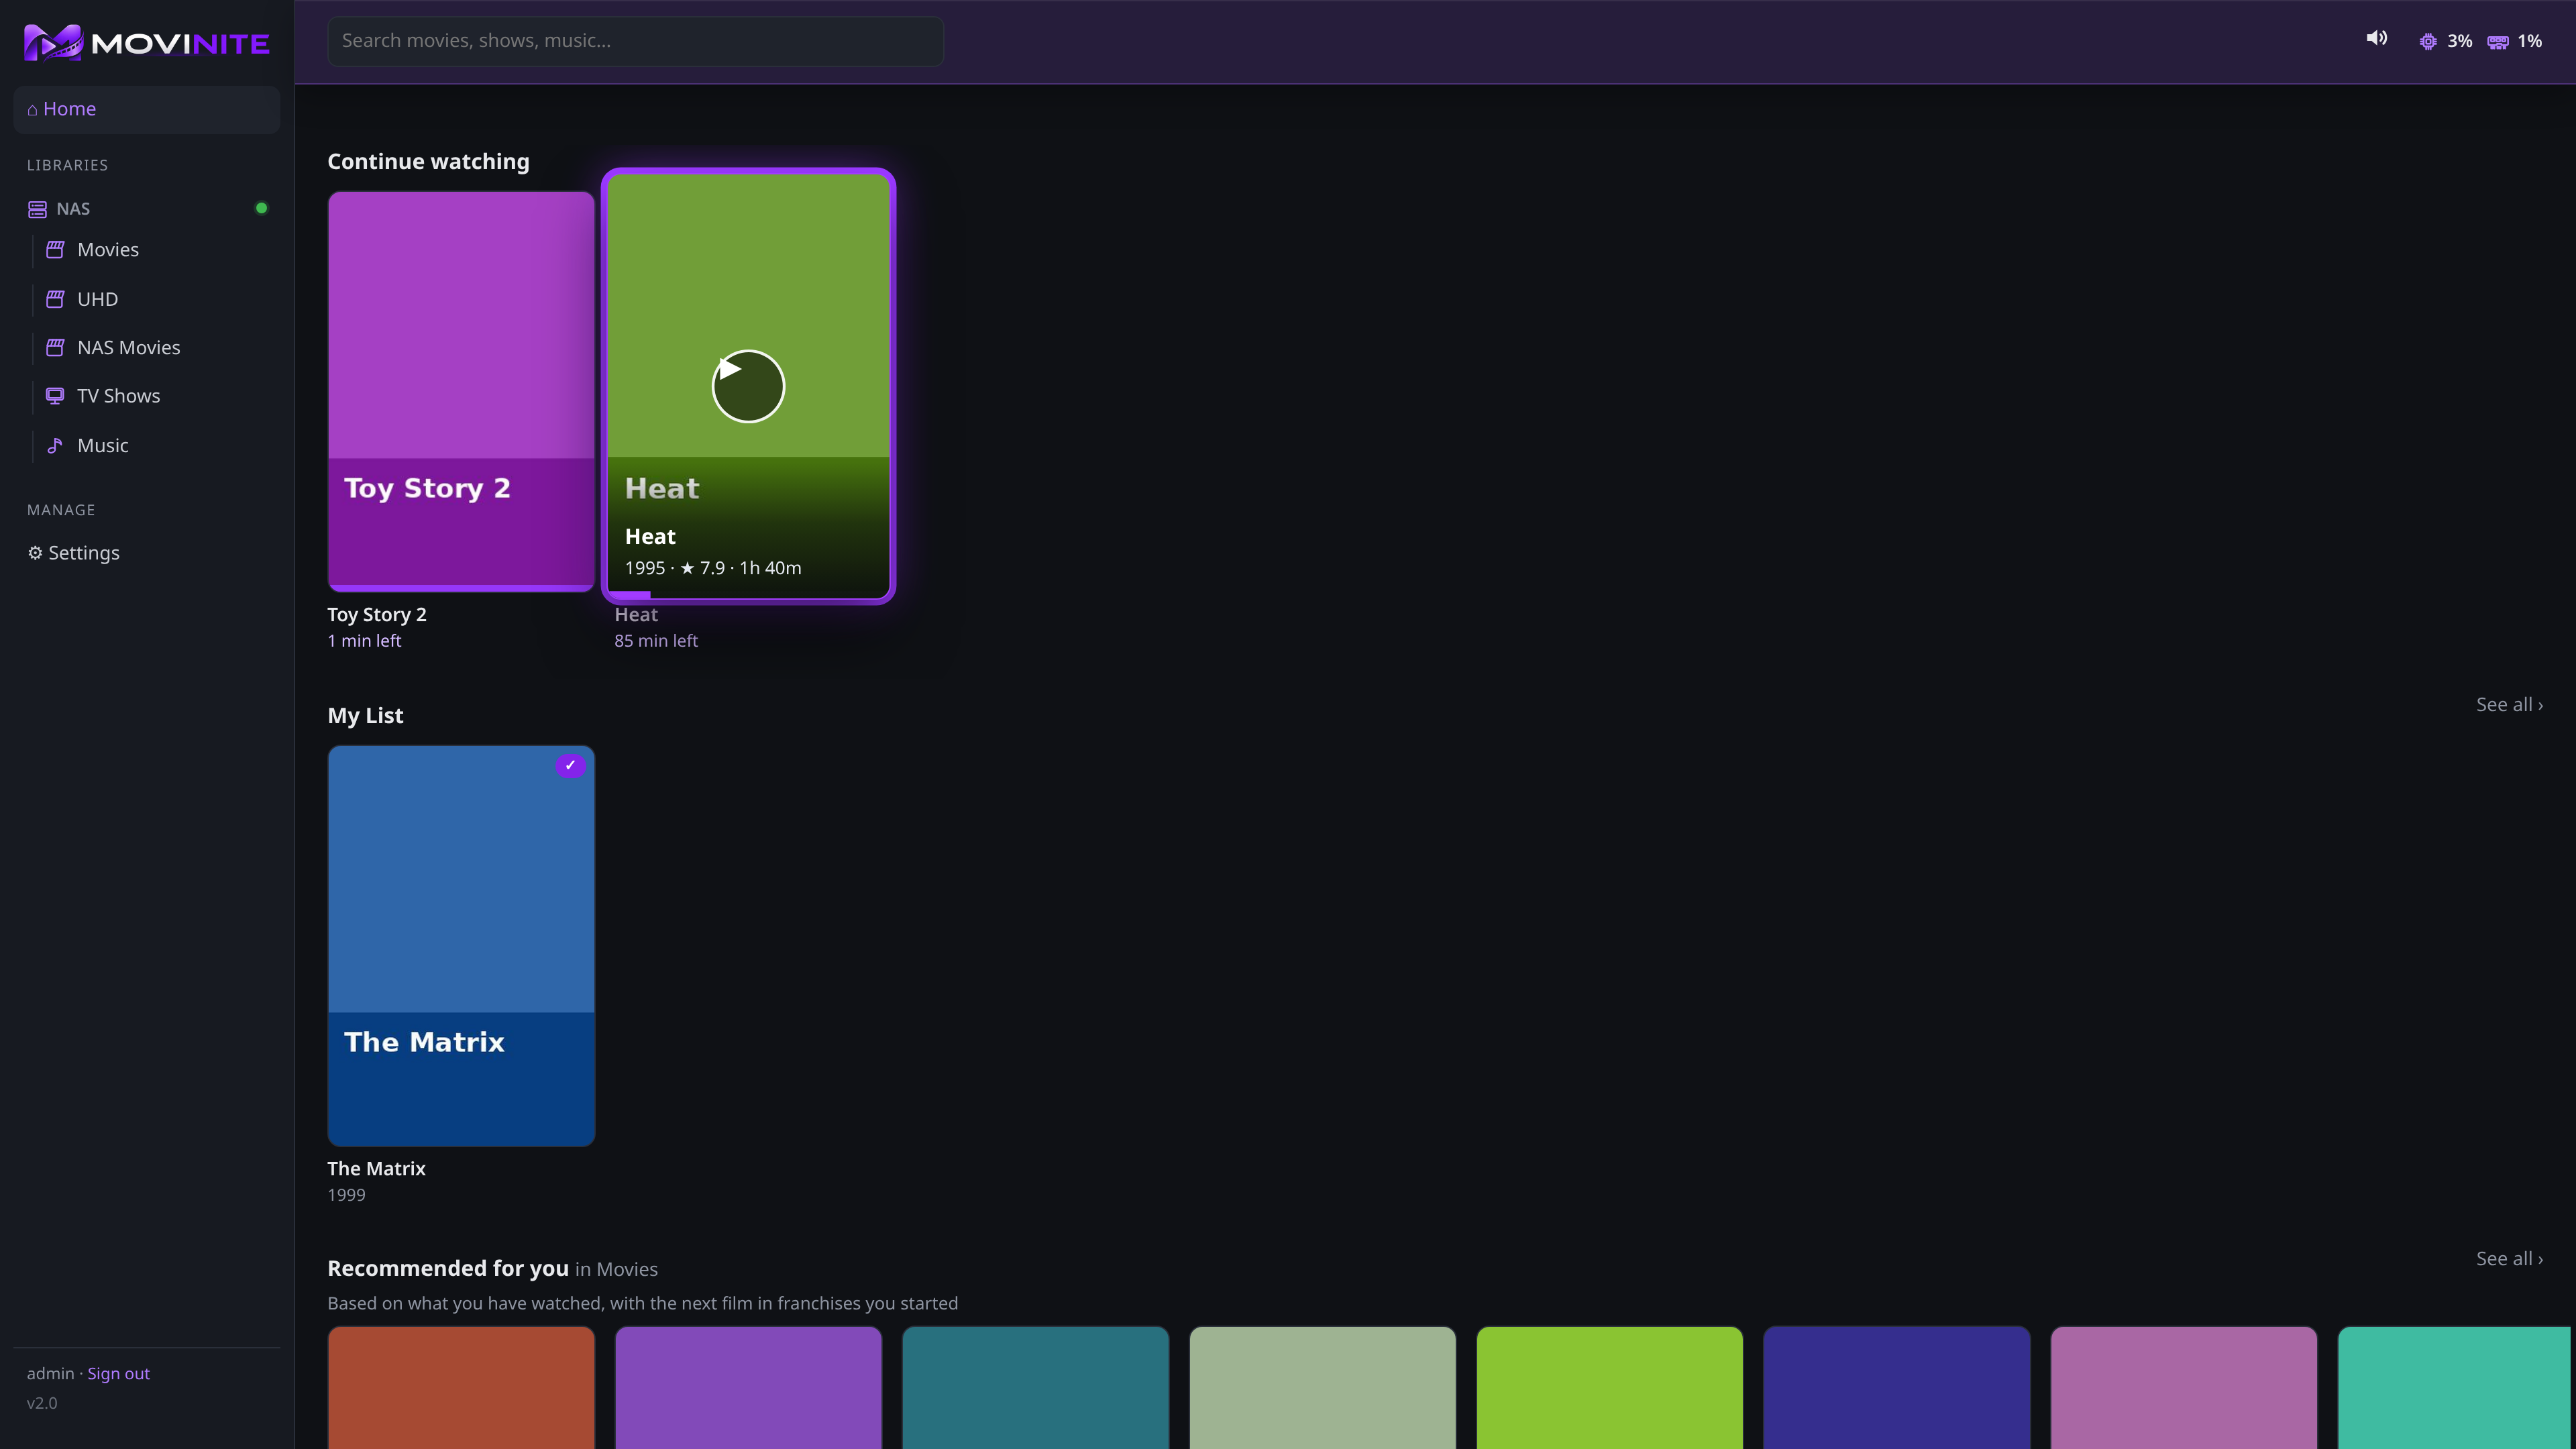 MOVINITE
Search movies, shows, music...
3% 1%
⌂ Home
LIBRARIES
NAS
Movies
UHD
NAS Movies
TV Shows
Music
MANAGE
⚙ Settings
admin · Sign out
v2.0
Continue watching
Toy Story 2
Toy Story 2
1 min left
Heat
Heat
1995 · ★ 7.9 · 1h 40m
Heat
85 min left
My List
See all ›
✓
The Matrix
The Matrix
1999
Recommended for you in Movies
See all ›
Based on what you have watched, with the next film in franchises you started